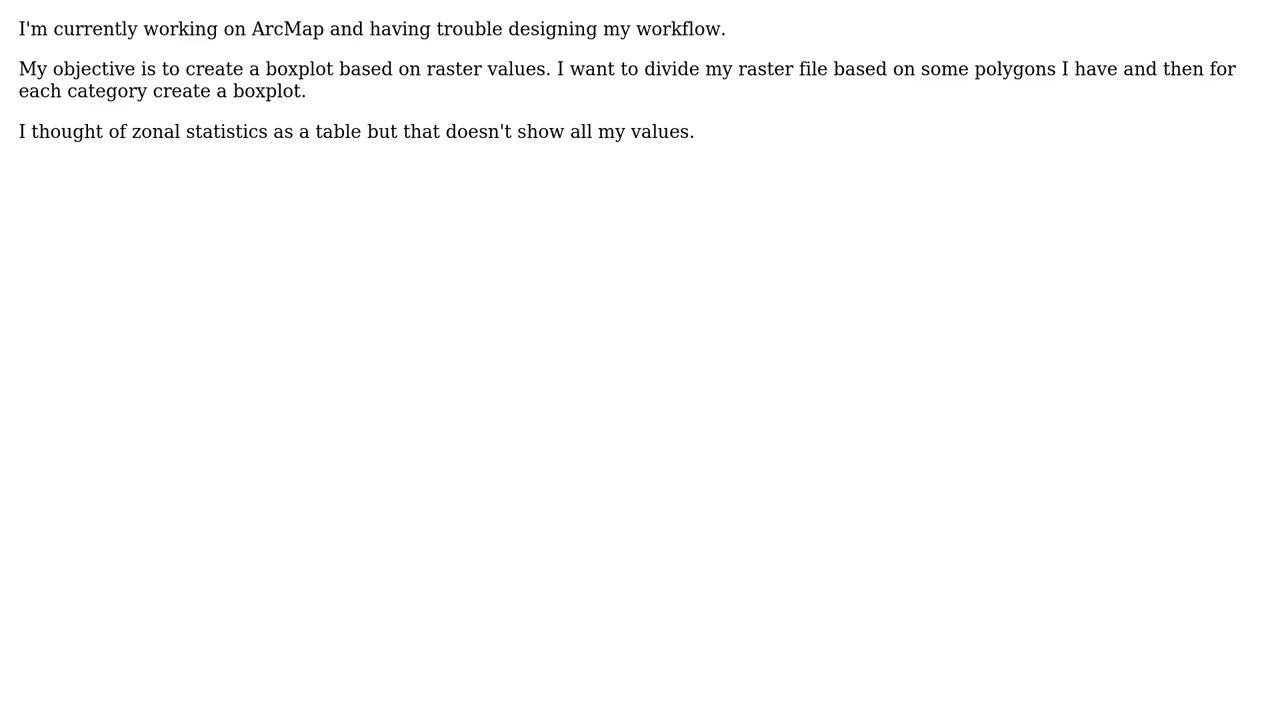 I'm currently working on ArcMap and having trouble designing my workflow.
My objective is to create a boxplot based on raster values. I want to divide my raster file based on some polygons I have and then for
each category create a boxplot.
I thought of zonal statistics as a table but that doesn't show all my values.